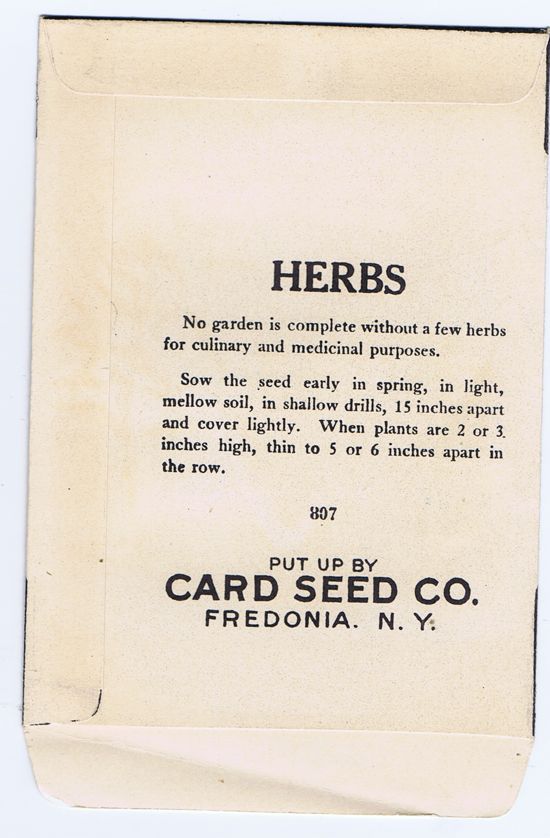 HERBS
No garden is complete without a few herbs
for culinary and medicinal purposes.
Sow the seed early in spring, in light,
mellow soil, in shallow drills, 15 inches apart
and cover lightly. When plants are 2 or 3
inches high, thin to 5 or 6 inches apart in
the row.
807
PUT UP BY
CARD SEED CO.
FREDONIA. N. Y.